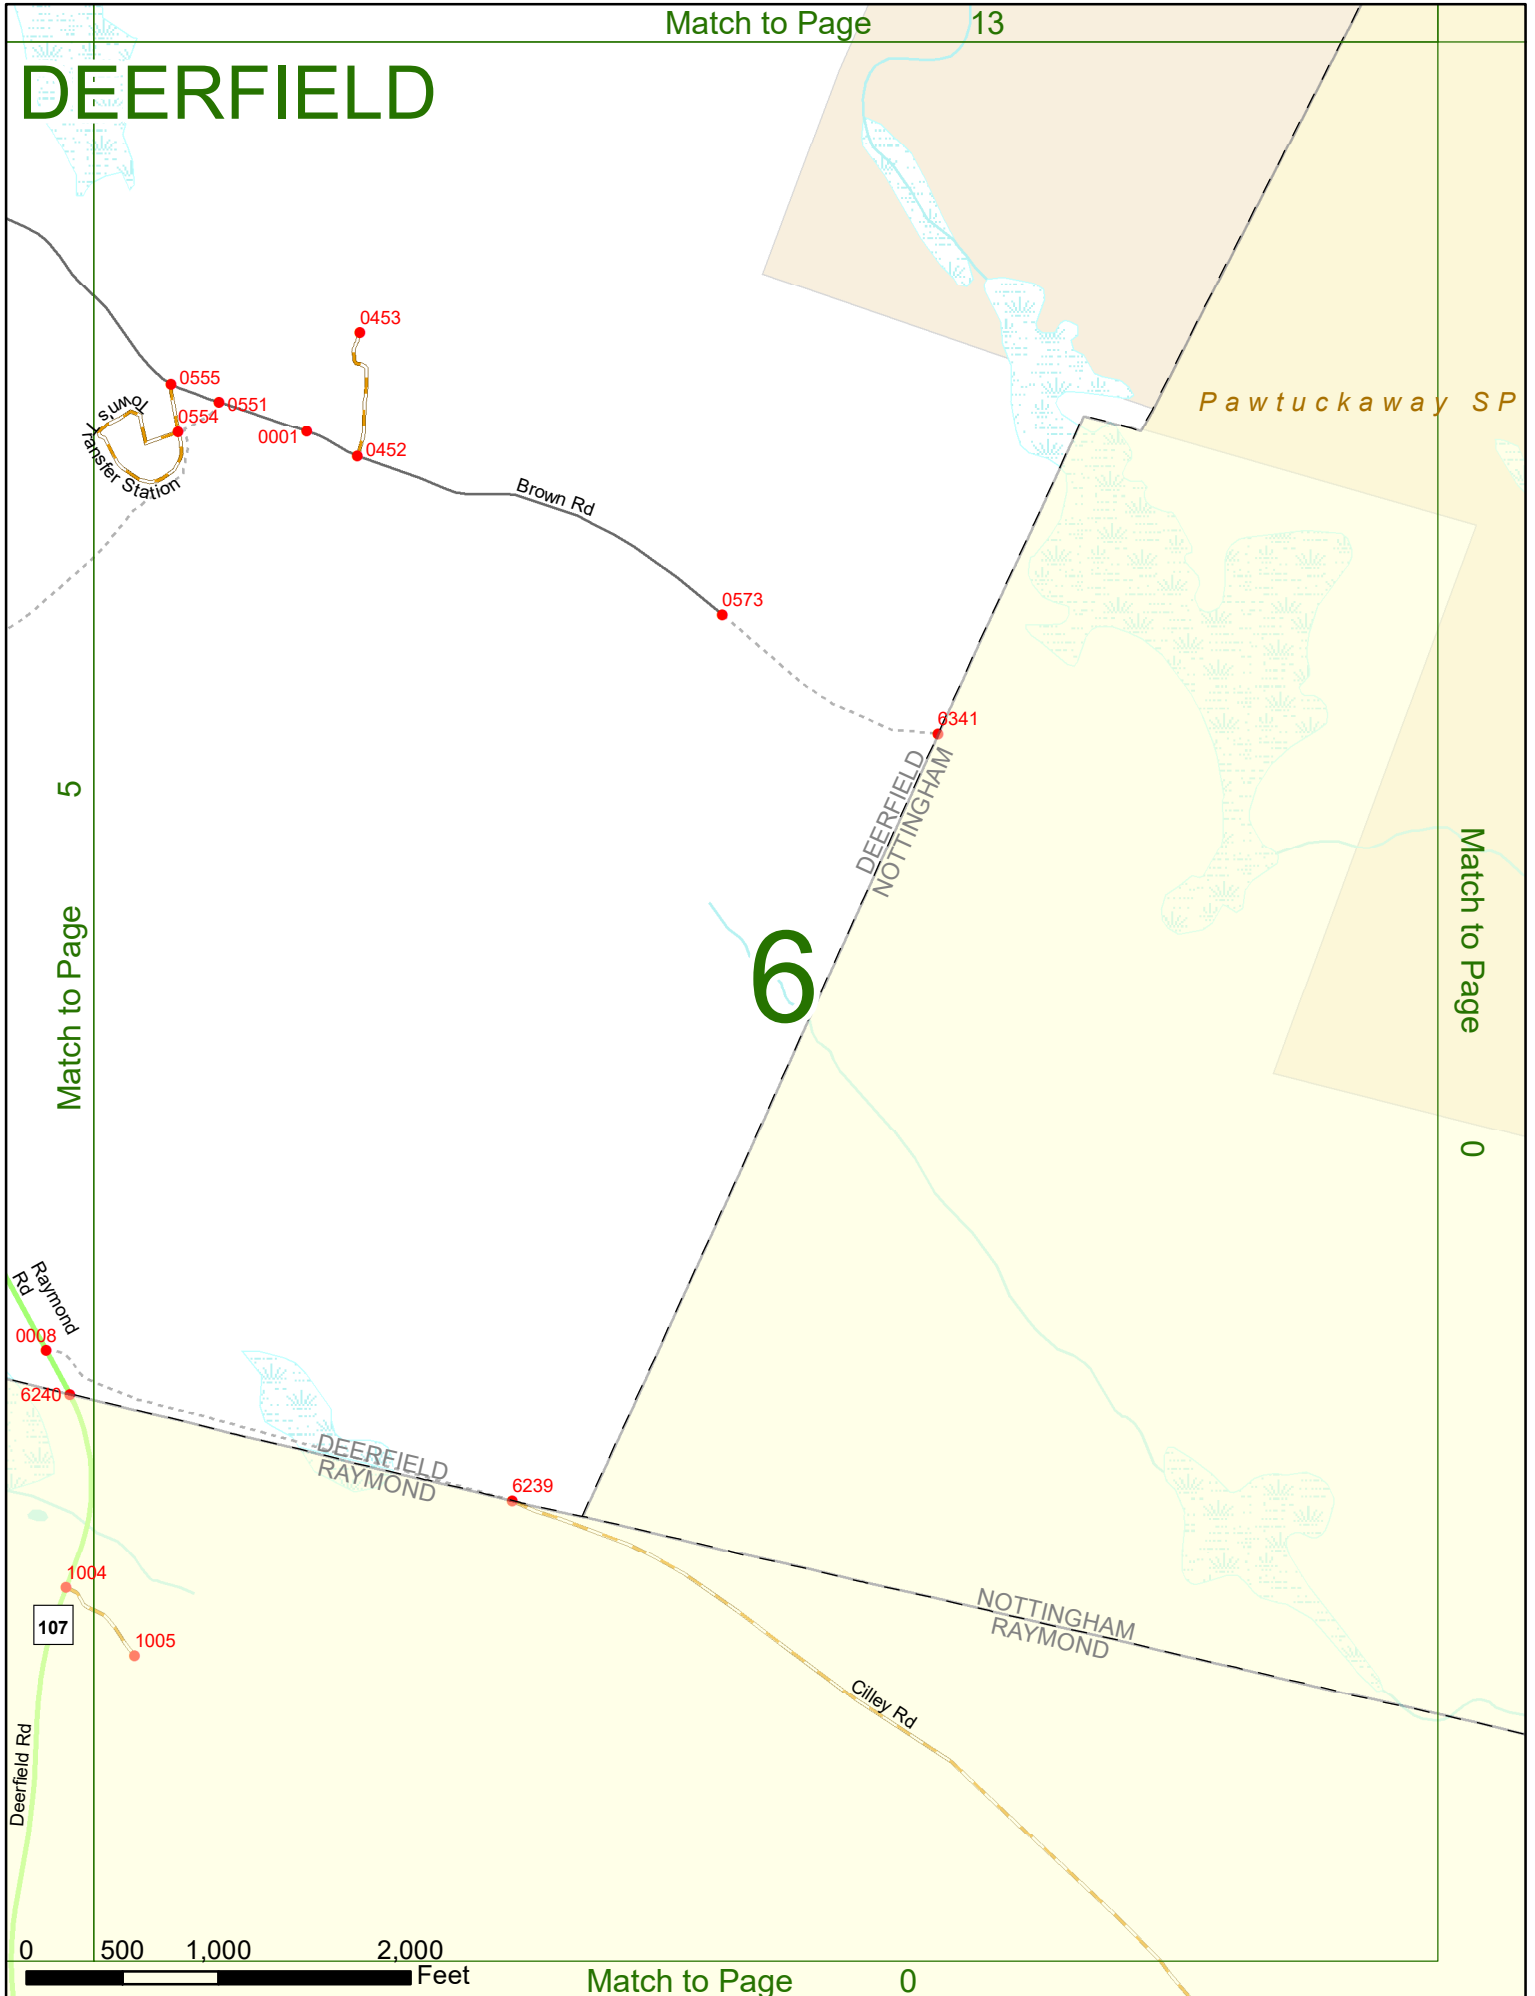 Match to Page 13
DEERFIELD
0453
0555
0551
Pawtuckaway SP
Town's
0554
0001
0452
Transfer Station
Brown Rd
0573
6341
DEERFIELD
NOTTINGHAM
Match to Page 5
Match to Page 0
6
Raymond
Rd
0008
6240
DEERFIELD
RAYMOND
6239
1004
NOTTINGHAM
RAYMOND
107
1005
Cilley Rd
Deerfield Rd
0 500 1,000 2,000
Feet
Match to Page 0